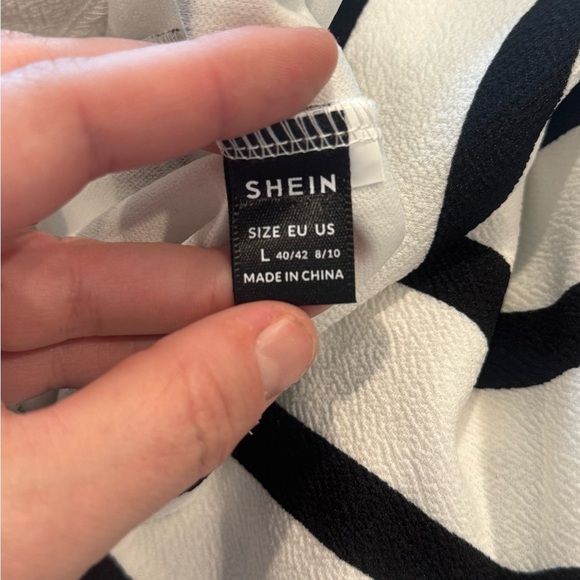 SHEIN
SIZE EU US
L 40/42 8/10
MADE IN CHINA